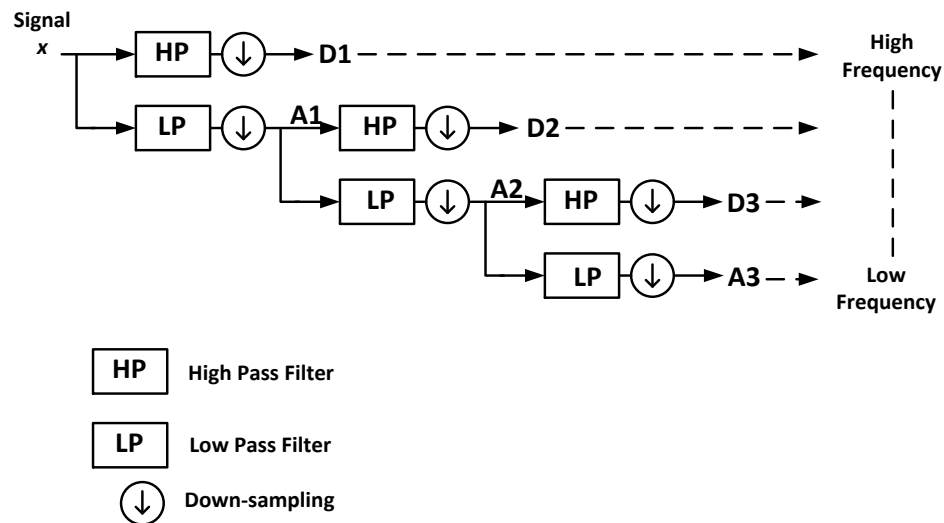 Signal
x
HP
D1
High
Frequency
LP
A1
HP
D2
LP
A2
HP
D3
LP
A3
Low
Frequency
HP
High Pass Filter
LP
Low Pass Filter
Down-sampling